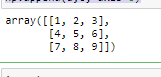 array([[1, 2, 3],
       [4, 5, 6],
       [7, 8, 9]])